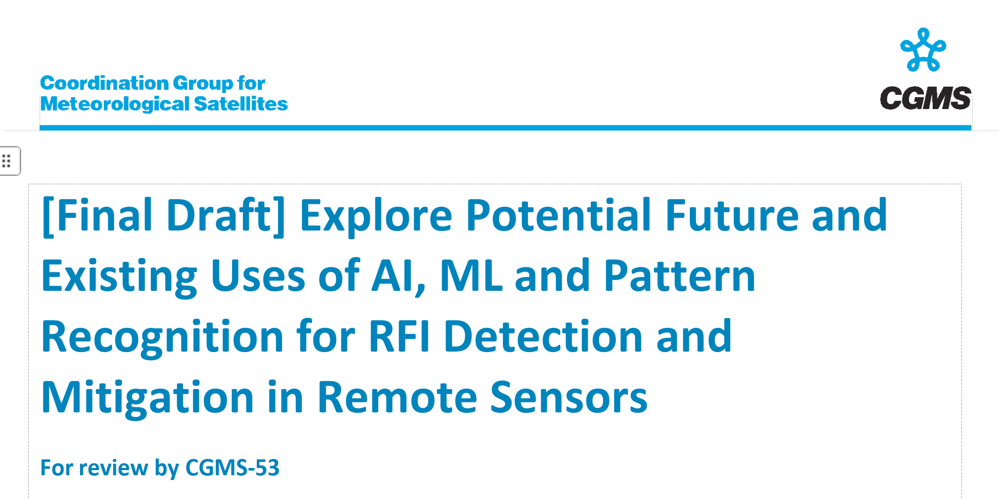 Coordination Group for
Meteorological Satellites
CGMS
[Final Draft] Explore Potential Future and
Existing Uses of AI, ML and Pattern
Recognition for RFI Detection and
Mitigation in Remote Sensors
For review by CGMS-53